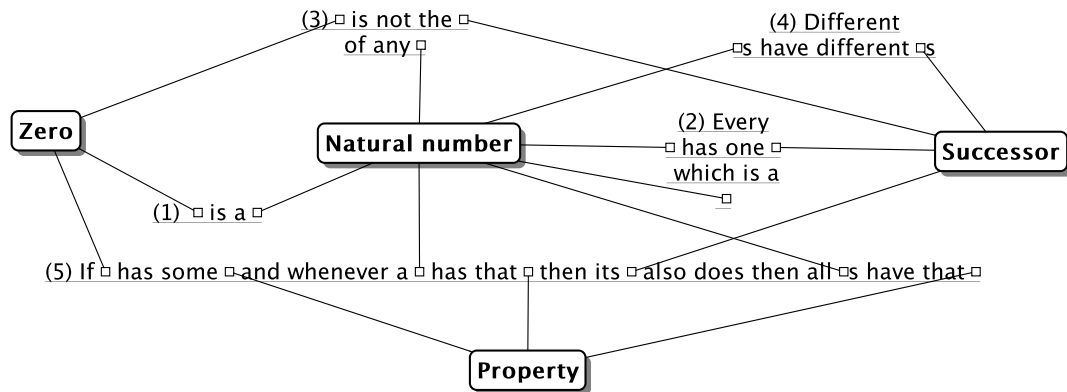 (3) is not the
of any
(4) Different
s have different s
Zero
Natural number
(2) Every
has one
which is a
Successor
(1) is a
(5) If has some and whenever a has that then its also does then all s have that
Property